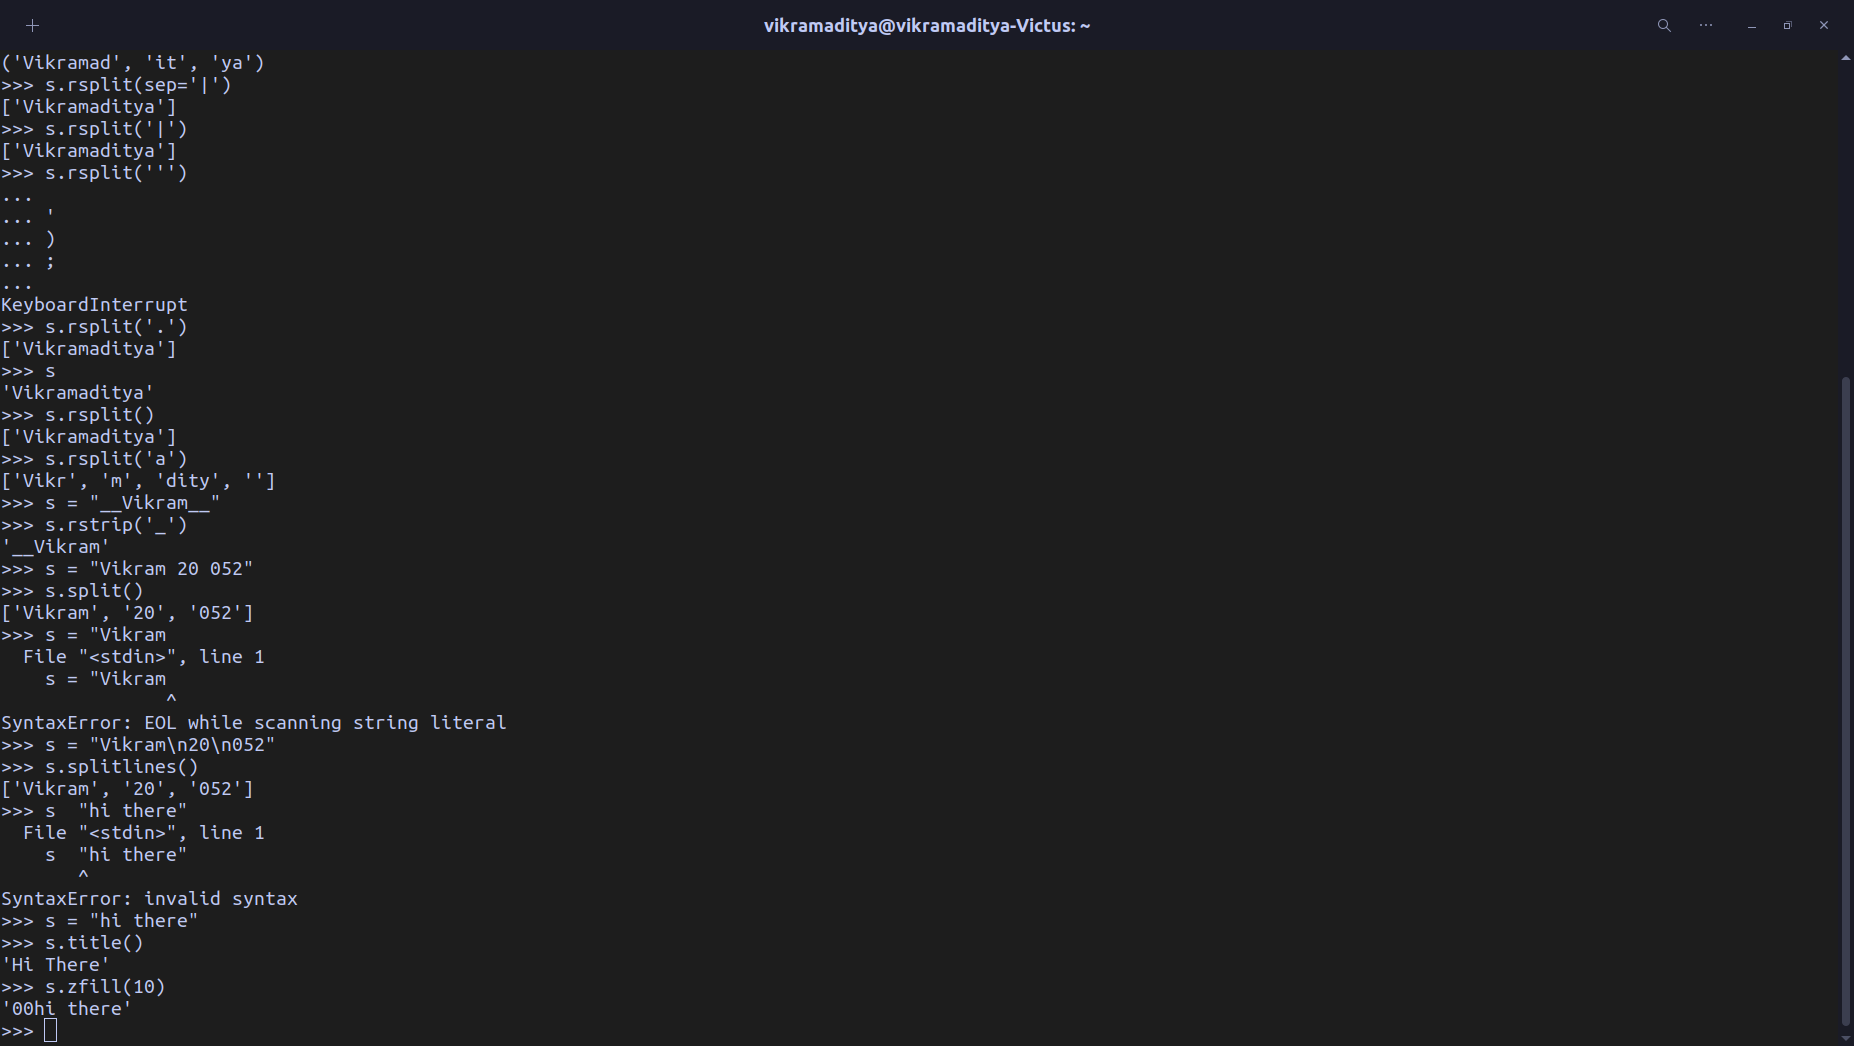 vikramaditya@vikramaditya-Victus: ~
('Vikramad', 'it', 'ya')
>>> s.rsplit(sep='|')
['Vikramaditya']
>>> s.rsplit('|')
['Vikramaditya']
>>> s.rsplit(''')
...
... '
... )
... ;
...
KeyboardInterrupt
>>> s.rsplit('.')
['Vikramaditya']
>>> s
'Vikramaditya'
>>> s.rsplit()
['Vikramaditya']
>>> s.rsplit('a')
['Vikr', 'm', 'dity', '']
>>> s = "__Vikram__"
>>> s.rstrip('_')
'__Vikram'
>>> s = "Vikram 20 052"
>>> s.split()
['Vikram', '20', '052']
>>> s = "Vikram
  File "<stdin>", line 1
    s = "Vikram
               ^
SyntaxError: EOL while scanning string literal
>>> s = "Vikram\n20\n052"
>>> s.splitlines()
['Vikram', '20', '052']
>>> s  "hi there"
  File "<stdin>", line 1
    s  "hi there"
       ^
SyntaxError: invalid syntax
>>> s = "hi there"
>>> s.title()
'Hi There'
>>> s.zfill(10)
'00hi there'
>>>